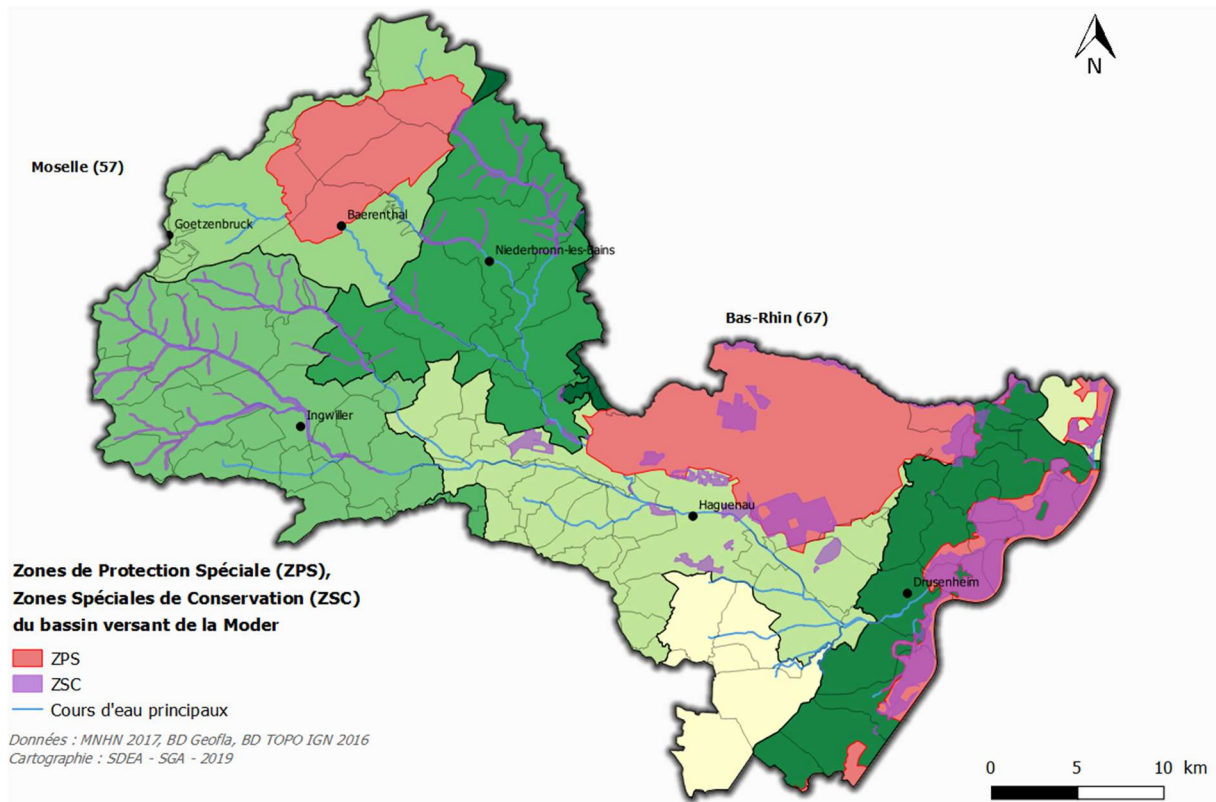 N
Moselle (57)
Goetzenbruck
Baerenthal
Niederbronn-les-Bains
Bas-Rhin (67)
Ingwiller
Haguenau
Drusenheim
Zones de Protection Spéciale (ZPS),
Zones Spéciales de Conservation (ZSC)
du bassin versant de la Moder
ZPS
ZSC
Cours d'eau principaux
Données : MNHN 2017, BD Geofla, BD TOPO IGN 2016
Cartographie : SDEA - SGA - 2019
0 5 10 km